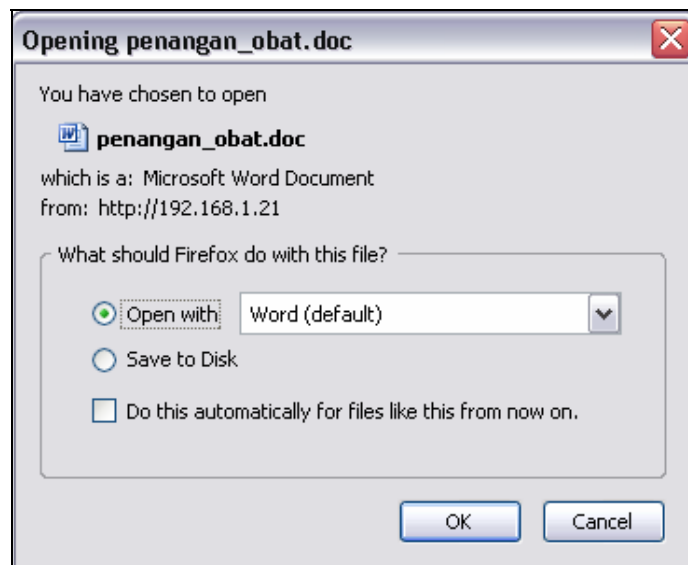 Opening penangan_obat.doc
You have chosen to open
penangan_obat.doc
which is a: Microsoft Word Document
from: http://192.168.1.21
What should Firefox do with this file?
Open with Word (default)
Save to Disk
Do this automatically for files like this from now on.
OK Cancel